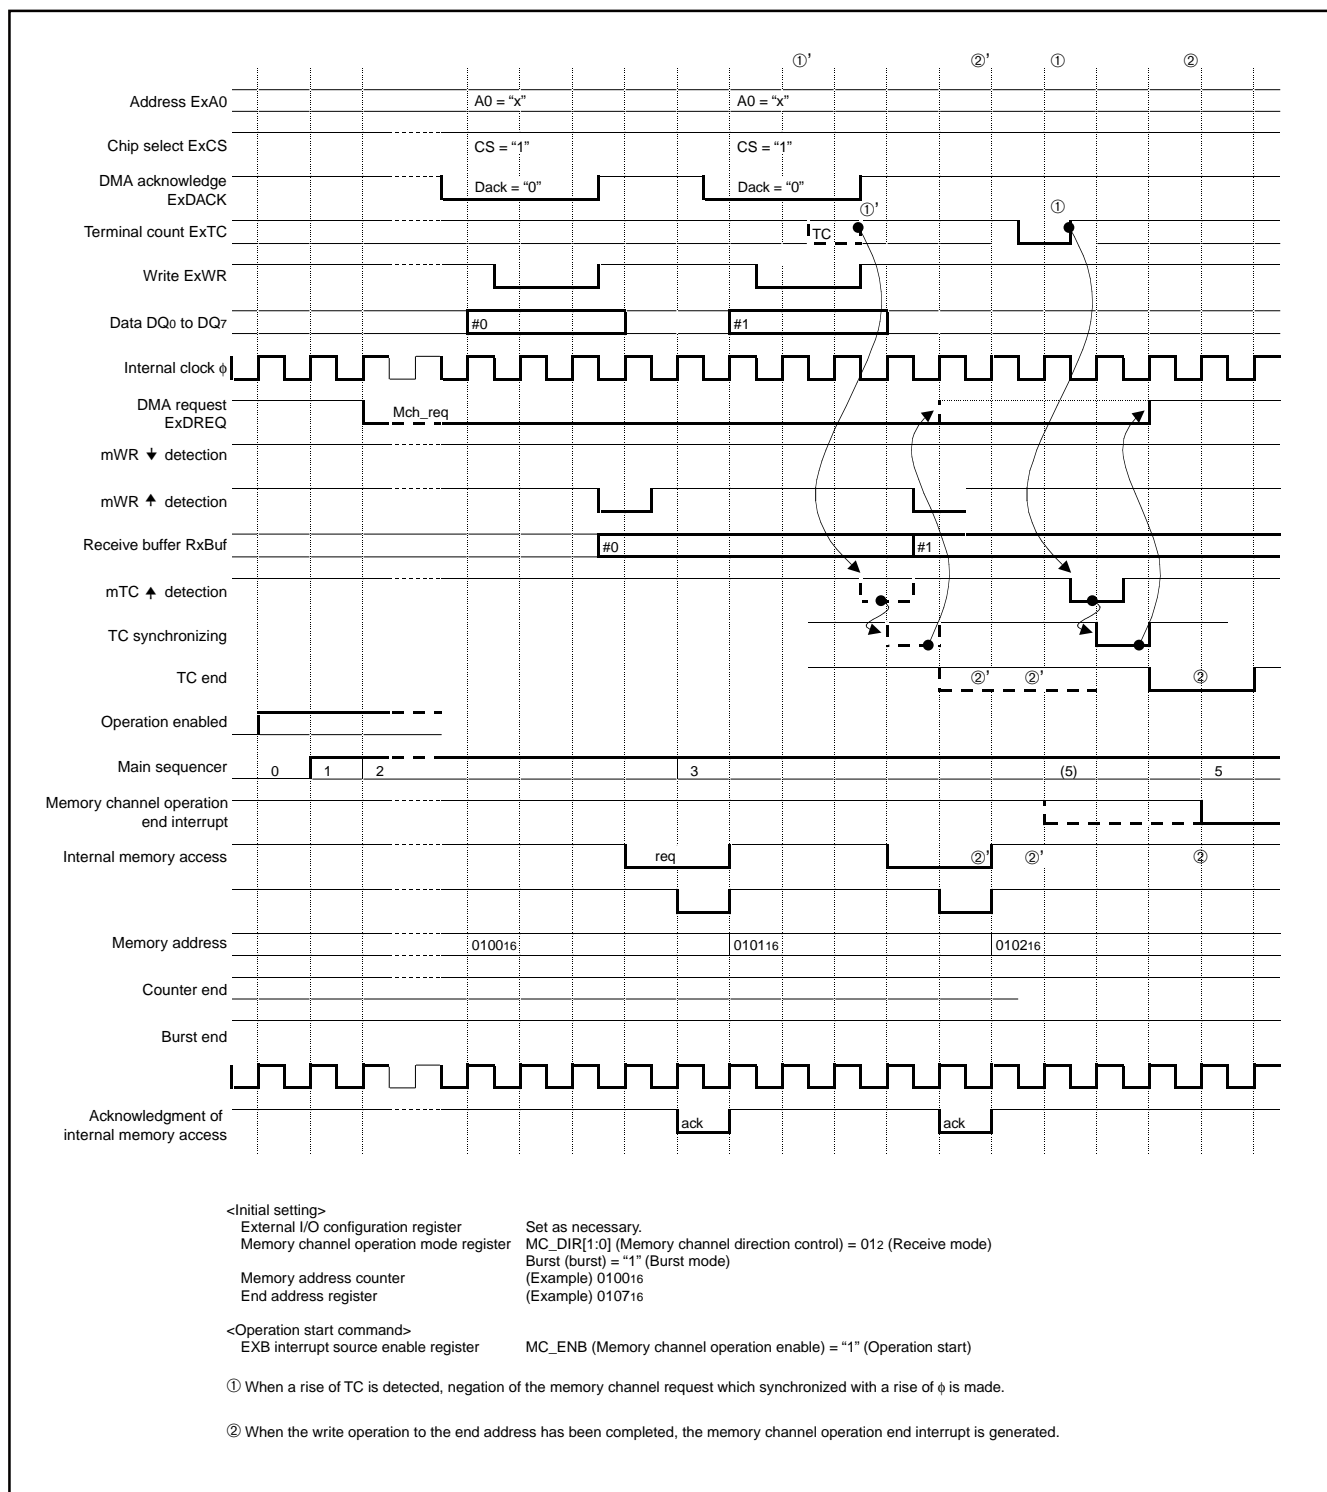 ①’ ②’ ① ②
Address ExA0 A0 = “x” A0 = “x”
Chip select ExCS CS = “1” CS = “1”
DMA acknowledge
ExDACK Dack = “0” Dack = “0”
①’ ①
Terminal count ExTC TC
Write ExWR
Data DQ0 to DQ7 #0 #1
Internal clock ϕ
DMA request
ExDREQ Mch_req
mWR detection
mWR detection
Receive buffer RxBuf #0 #1
mTC detection
TC synchronizing
TC end ②’ ②’ ②
Operation enabled
Main sequencer 0 1 2 3 (5) 5
Memory channel operation
end interrupt
Internal memory access req ②’ ②’ ②
Memory address 010016 010116 010216
Counter end
Burst end
Acknowledgment of
internal memory access ack ack
<Initial setting>
External I/O configuration register Set as necessary.
Memory channel operation mode register MC_DIR[1:0] (Memory channel direction control) = 012 (Receive mode)
Burst (burst) = “1” (Burst mode)
Memory address counter (Example) 010016
End address register (Example) 010716
<Operation start command>
EXB interrupt source enable register MC_ENB (Memory channel operation enable) = “1” (Operation start)
① When a rise of TC is detected, negation of the memory channel request which synchronized with a rise of ϕ is made.
② When the write operation to the end address has been completed, the memory channel operation end interrupt is generated.